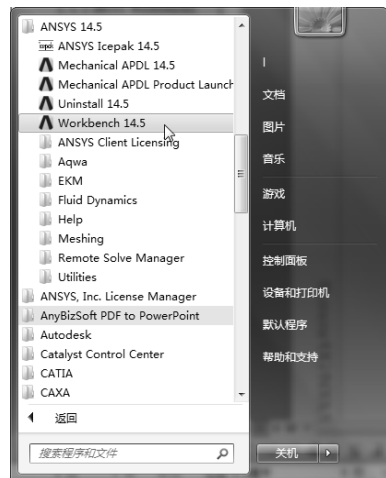 ANSYS 14.5
ANSYS Icepak 14.5
Mechanical APDL 14.5
Mechanical APDL Product Launch
Uninstall 14.5
Workbench 14.5
ANSYS Client Licensing
Aqwa
EKM
Fluid Dynamics
Help
Meshing
Remote Solve Manager
Utilities
ANSYS, Inc. License Manager
AnyBizSoft PDF to PowerPoint
Autodesk
Catalyst Control Center
CATIA
CAXA
返回
搜索程序和文件
l
文档
图片
音乐
游戏
计算机
控制面板
设备和打印机
默认程序
帮助和支持
关机